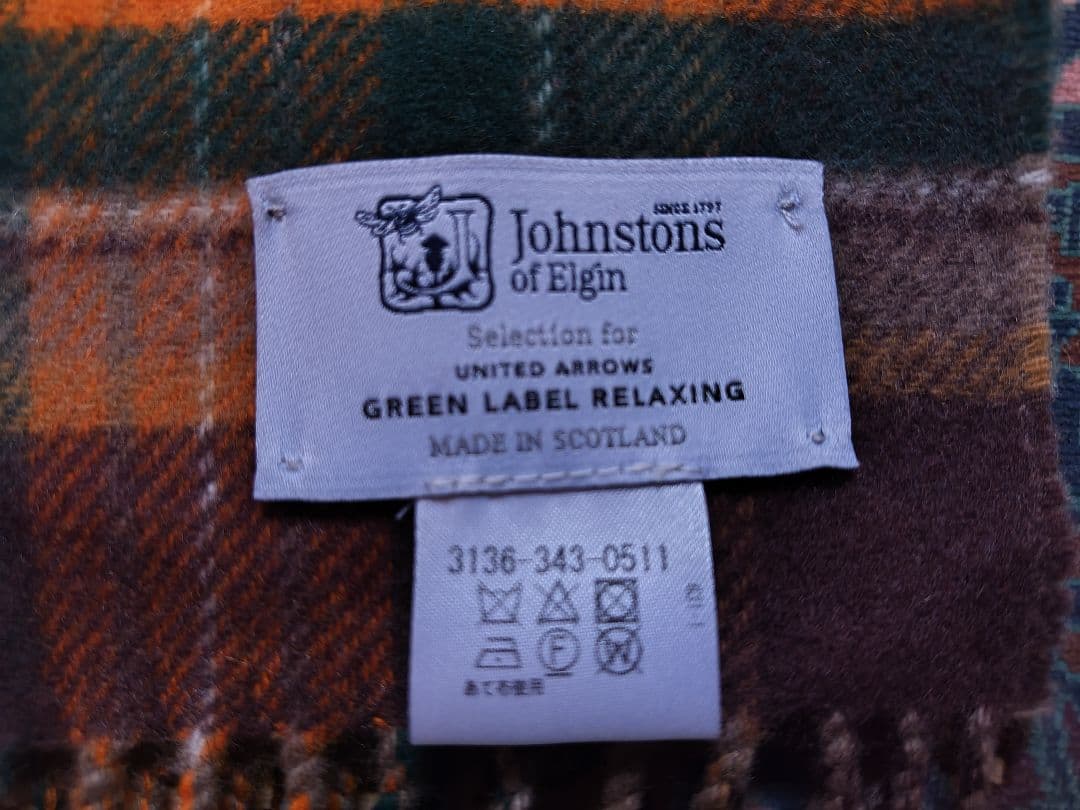 SINCE 1797
Johnstons
of Elgin
Selection for
UNITED ARROWS
GREEN LABEL RELAXING
MADE IN SCOTLAND
3136-343-0511
F
W
あて布使用